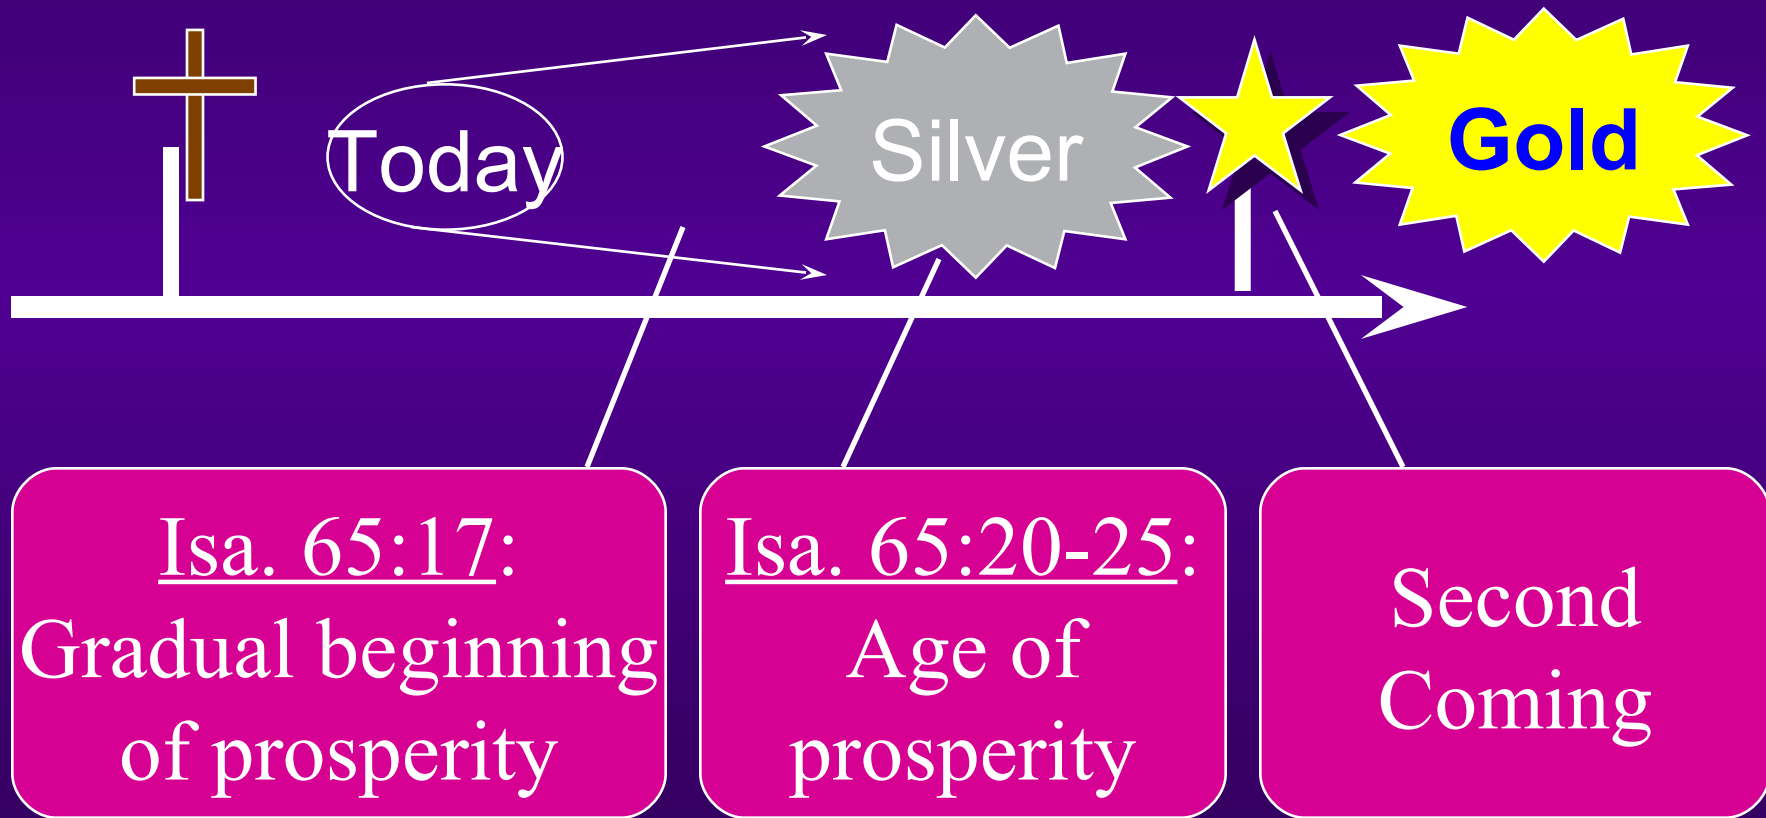 Today
Silver
Gold
Isa. 65:17:
Gradual beginning
of prosperity
Isa. 65:20-25:
Age of
prosperity
Second
Coming